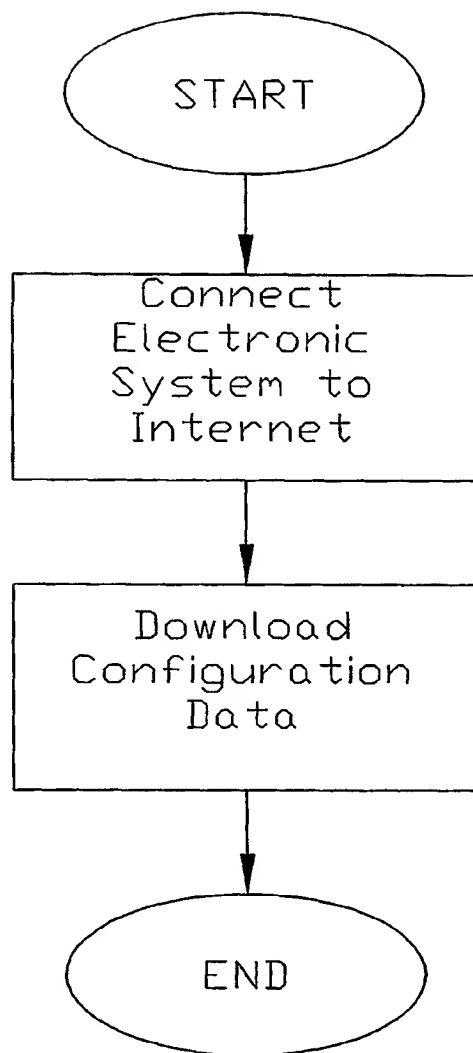 START
Connect
Electronic
System to
Internet
Download
Configuration
Data
END